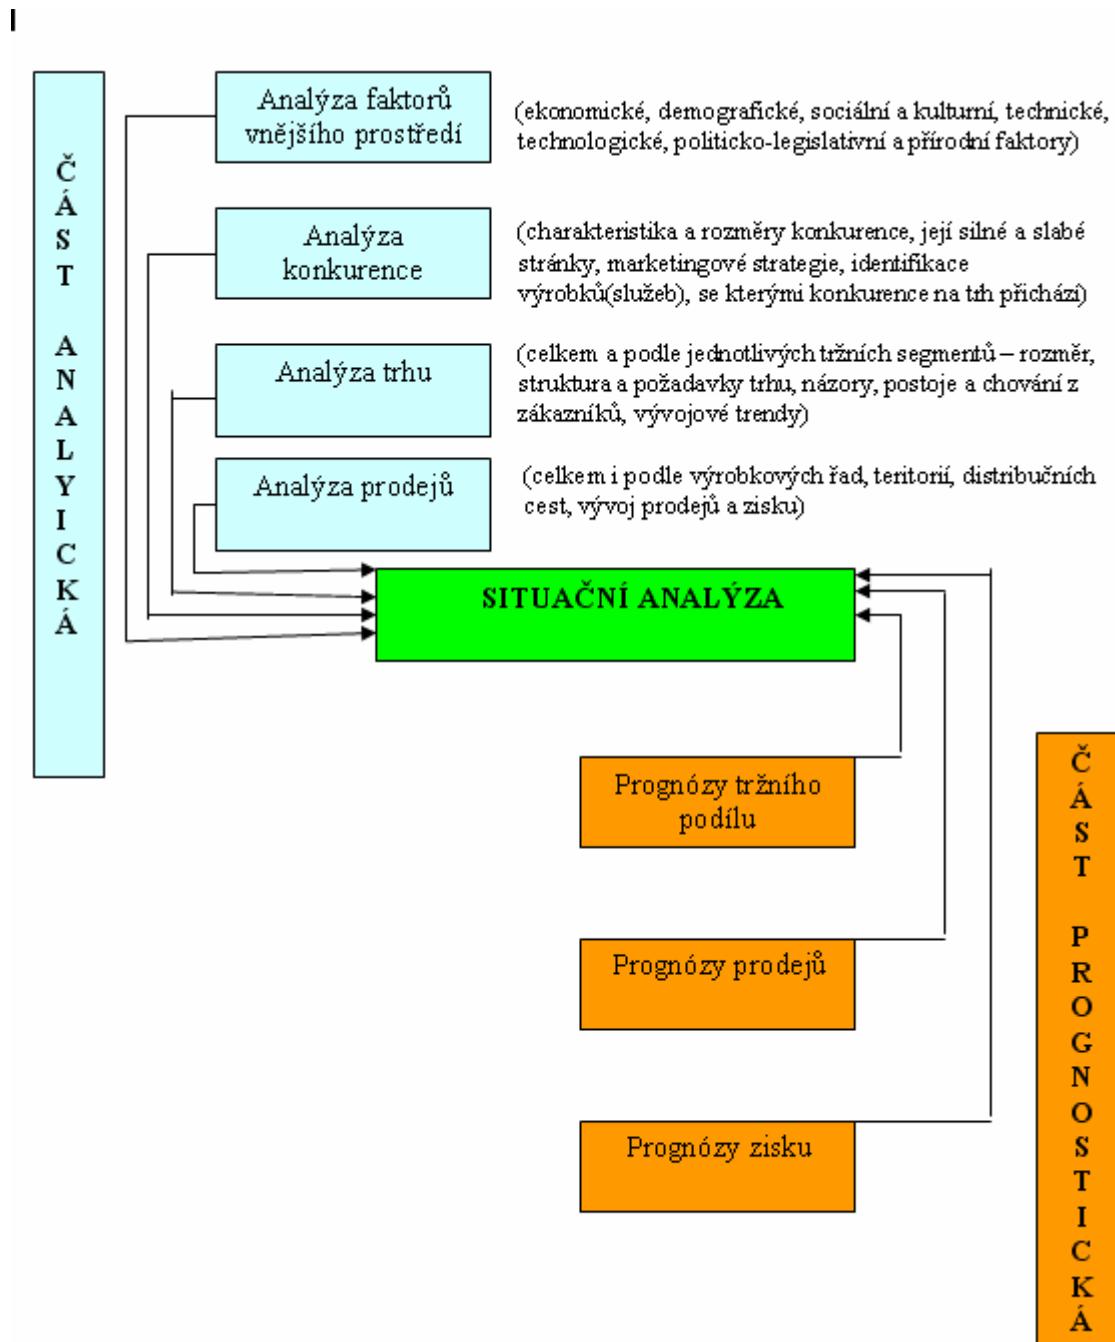 ČÁST ANALYICKÁ
Analýza faktorů
vnějšího prostředí
(ekonomické, demografické, sociální a kulturní, technické,
technologické, politicko-legislativní a přírodní faktory)
Analýza
konkurence
(charakteristika a rozměry konkurence, její silné a slabé
stránky, marketingové strategie, identifikace
výrobků(služeb), se kterými konkurence na trh přichází)
Analýza trhu
(celkem a podle jednotlivých tržních segmentů – rozměr,
struktura a požadavky trhu, názory, postoje a chování z
zákazníků, vývojové trendy)
Analýza prodejů
(celkem i podle výrobkových řad, teritorií, distribučních
cest, vývoj prodejů a zisku)
SITUAČNÍ ANALÝZA
Prognózy tržního
podílu
Prognózy prodejů
Prognózy zisku
ČÁST PROGNOSTICKÁ